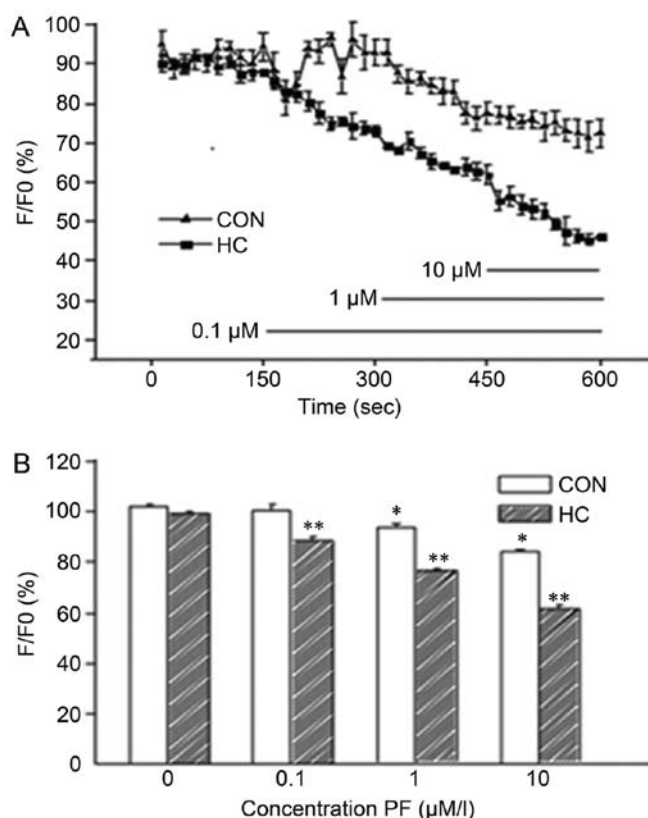 A
100
90
80
70
60
50
40
30
20
F/F0 (%)
CON
HC
10 µM
1 µM
0.1 µM
0 150 300 450 600
Time (sec)
B
120
100
80
60
40
20
0
F/F0 (%)
CON
HC
**
*
**
*
**
0 0.1 1 10
Concentration PF (µM/l)